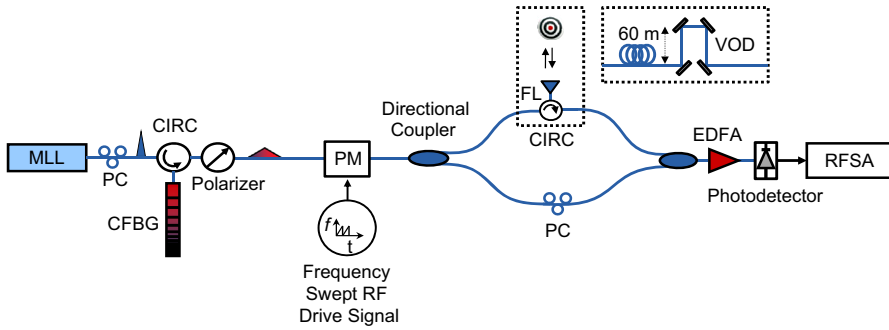 60 m
VOD
FL
CIRC
Directional
Coupler
CIRC
EDFA
MLL
PC
Polarizer
PM
RFSA
Photodetector
CFBG
f
t
PC
Frequency
Swept RF
Drive Signal